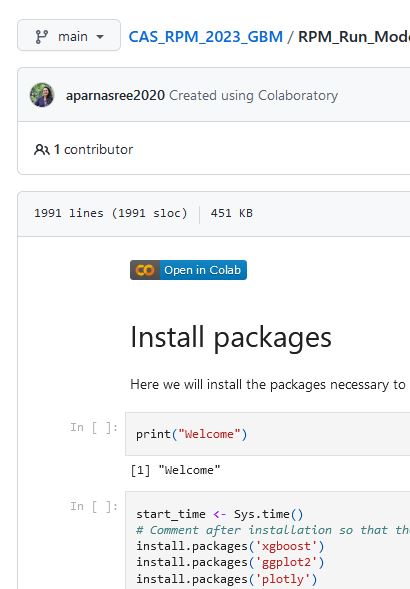 main
CAS_RPM_2023_GBM / RPM_Run_Mode
aparnasree2020 Created using Colaboratory
1 contributor
1991 lines (1991 sloc) 451 KB
Open in Colab
Install packages
Here we will install the packages necessary to
In [ ]: print("Welcome")
[1] "Welcome"
In [ ]: start_time <- Sys.time()
# Comment after installation so that the
install.packages('xgboost')
install.packages('ggplot2')
install.packages('plotly')